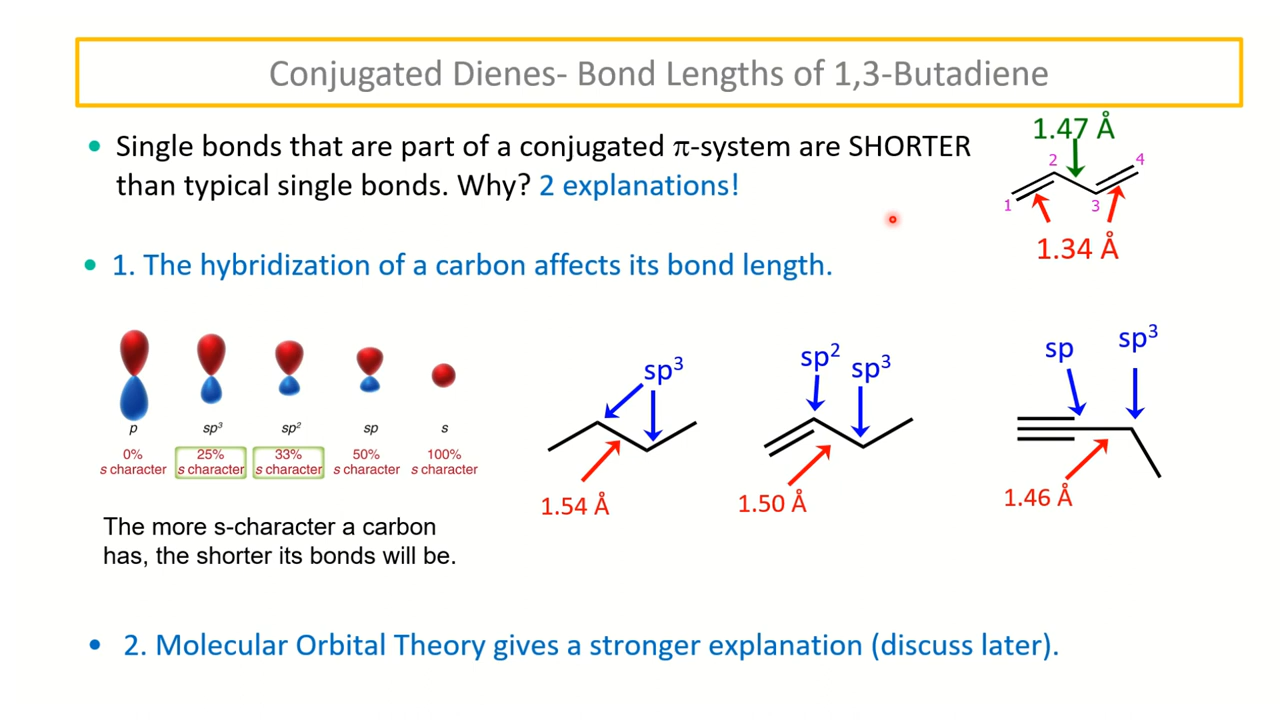 Conjugated Dienes- Bond Lengths of 1,3-Butadiene
• Single bonds that are part of a conjugated π-system are SHORTER
than typical single bonds. Why? 2 explanations!
1.47 Å
2
4
1
3
1.34 Å
• 1. The hybridization of a carbon affects its bond length.
p
sp³
sp²
sp
s
0%
s character
25%
s character
33%
s character
50%
s character
100%
s character
The more s-character a carbon
has, the shorter its bonds will be.
sp³
1.54 Å
sp²
sp³
1.50 Å
sp
sp³
1.46 Å
• 2. Molecular Orbital Theory gives a stronger explanation (discuss later).